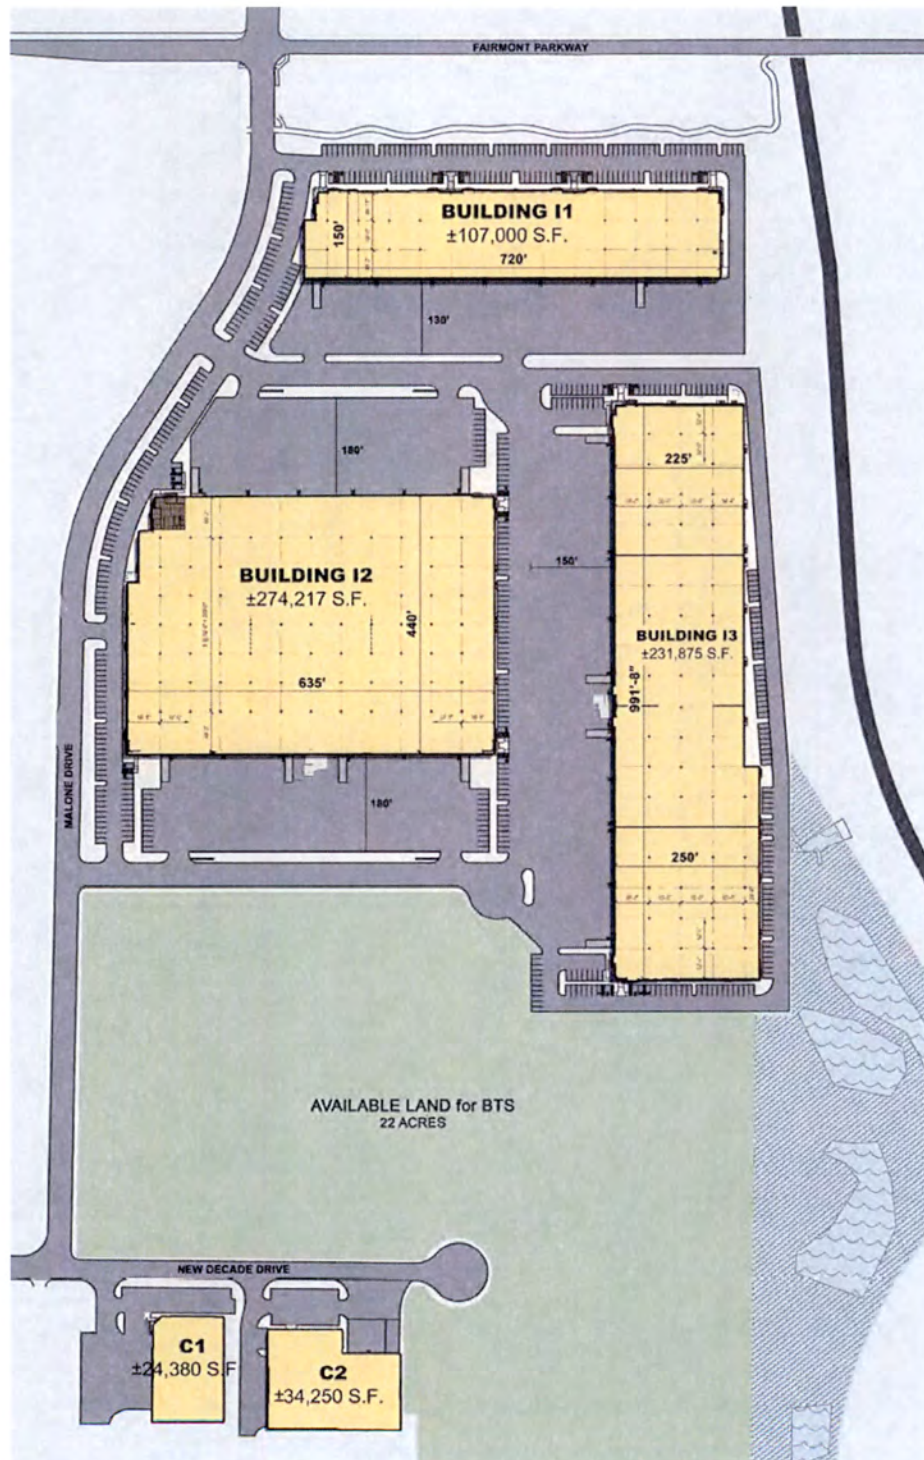 FAIRMONT PARKWAY
BUILDING I1
±107,000 S.F.
150'
720'
130'
180'
225'
BUILDING I2
±274,217 S.F.
440'
635'
150'
BUILDING I3
±231,875 S.F.
991'-8"
MALONE DRIVE
180'
250'
AVAILABLE LAND for BTS
22 ACRES
NEW DECADE DRIVE
C1
±24,380 S.F
C2
±34,250 S.F.